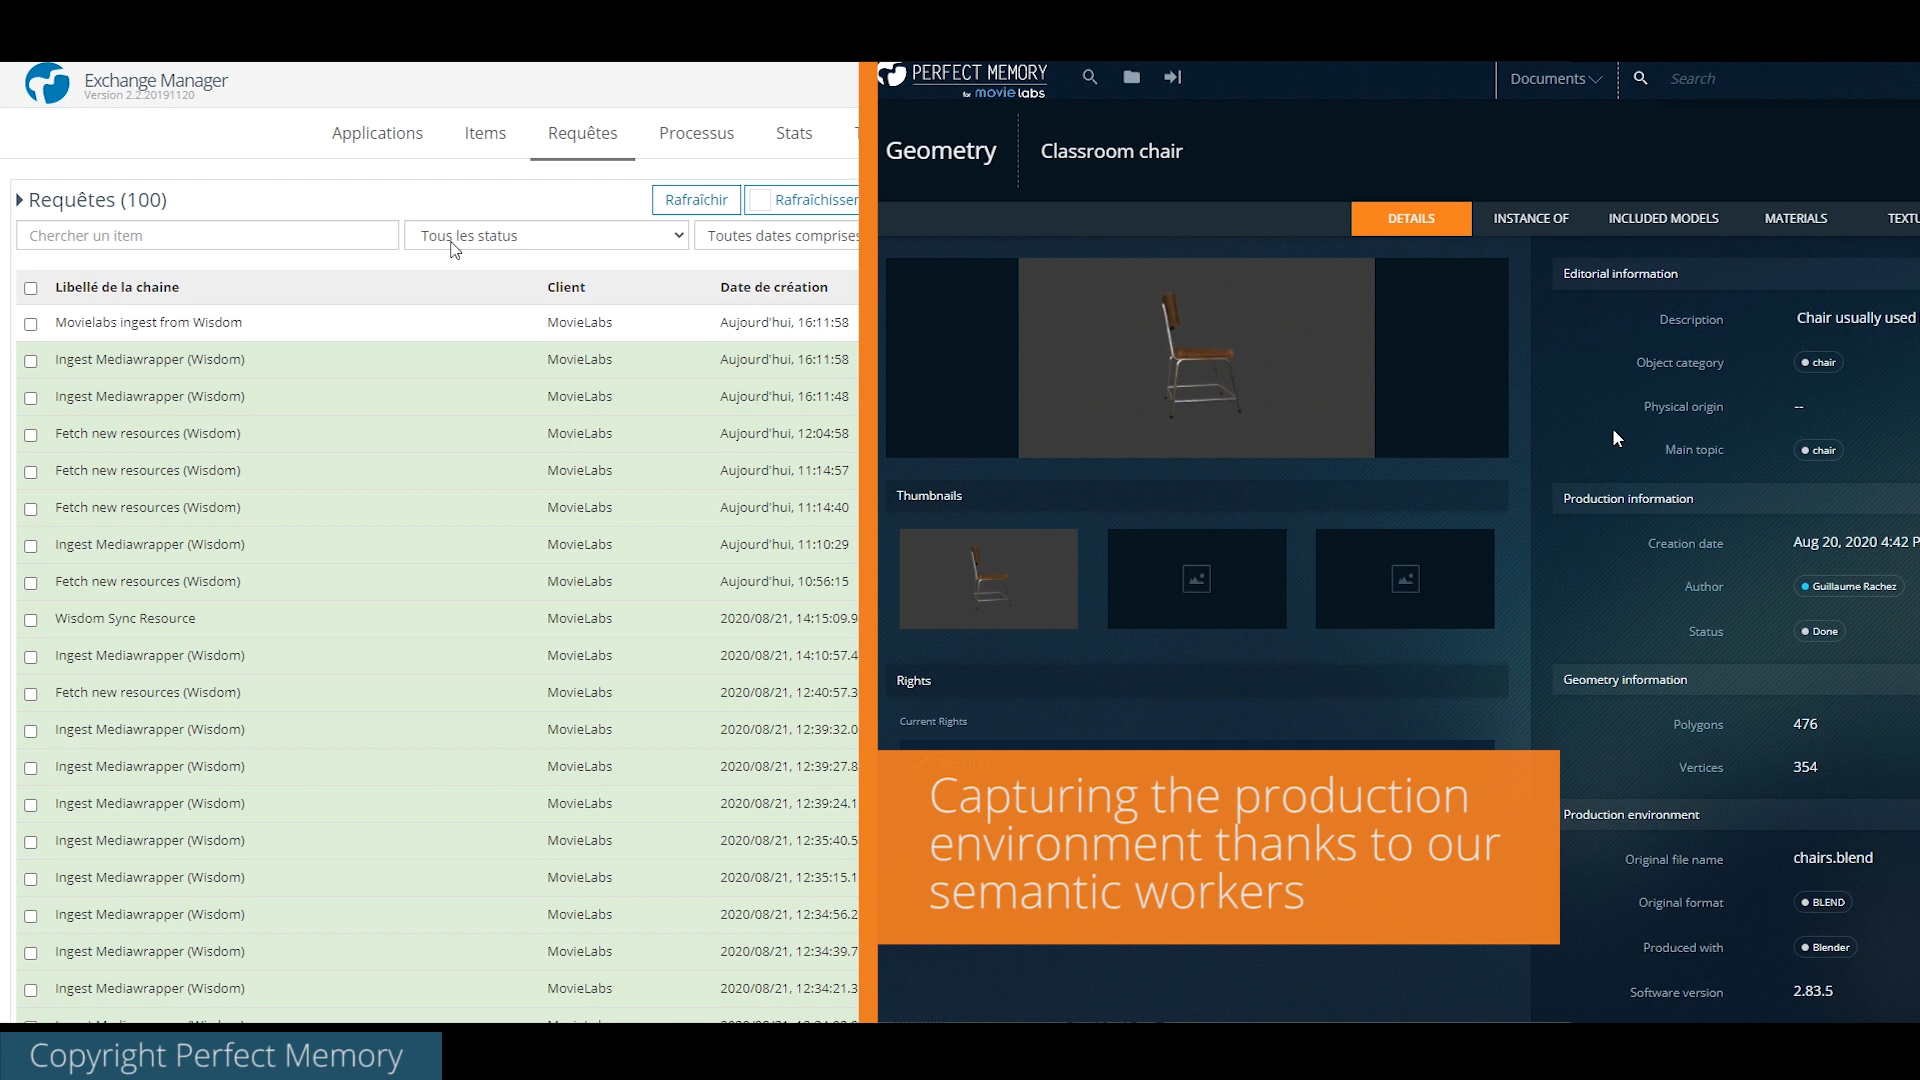 Exchange Manager
Version 2.2.20191120
Applications Items Requêtes Processus Stats
Requêtes (100)
Rafraîchir
Rafraîchisse
Chercher un item
Tous les status
Toutes dates comprises
Libellé de la chaine Client Date de création
Movielabs ingest from Wisdom MovieLabs Aujourd'hui, 16:11:58
Ingest Mediawrapper (Wisdom) MovieLabs Aujourd'hui, 16:11:58
Ingest Mediawrapper (Wisdom) MovieLabs Aujourd'hui, 16:11:48
Fetch new resources (Wisdom) MovieLabs Aujourd'hui, 12:04:58
Fetch new resources (Wisdom) MovieLabs Aujourd'hui, 11:14:57
Fetch new resources (Wisdom) MovieLabs Aujourd'hui, 11:14:40
Ingest Mediawrapper (Wisdom) MovieLabs Aujourd'hui, 11:10:29
Fetch new resources (Wisdom) MovieLabs Aujourd'hui, 10:56:15
Wisdom Sync Resource MovieLabs 2020/08/21, 14:15:09.9
Ingest Mediawrapper (Wisdom) MovieLabs 2020/08/21, 14:10:57.4
Fetch new resources (Wisdom) MovieLabs 2020/08/21, 12:40:57.3
Ingest Mediawrapper (Wisdom) MovieLabs 2020/08/21, 12:39:32.0
Ingest Mediawrapper (Wisdom) MovieLabs 2020/08/21, 12:39:27.8
Ingest Mediawrapper (Wisdom) MovieLabs 2020/08/21, 12:39:24.1
Ingest Mediawrapper (Wisdom) MovieLabs 2020/08/21, 12:35:40.5
Ingest Mediawrapper (Wisdom) MovieLabs 2020/08/21, 12:35:15.1
Ingest Mediawrapper (Wisdom) MovieLabs 2020/08/21, 12:34:56.2
Ingest Mediawrapper (Wisdom) MovieLabs 2020/08/21, 12:34:39.7
Ingest Mediawrapper (Wisdom) MovieLabs 2020/08/21, 12:34:21.3
PERFECT MEMORY
for movielabs
Documents
Search
Geometry
Classroom chair
DETAILS INSTANCE OF INCLUDED MODELS MATERIALS TEXTU
Thumbnails
Rights
Current Rights
Editorial information
Description Chair usually used
Object category chair
Physical origin --
Main topic chair
Production information
Creation date Aug 20, 2020 4:42 P
Author Guillaume Rachez
Status Done
Geometry information
Polygons 476
Vertices 354
Production environment
Original file name chairs.blend
Original format BLEND
Produced with Blender
Software version 2.83.5
Capturing the production
environment thanks to our
semantic workers
Copyright Perfect Memory